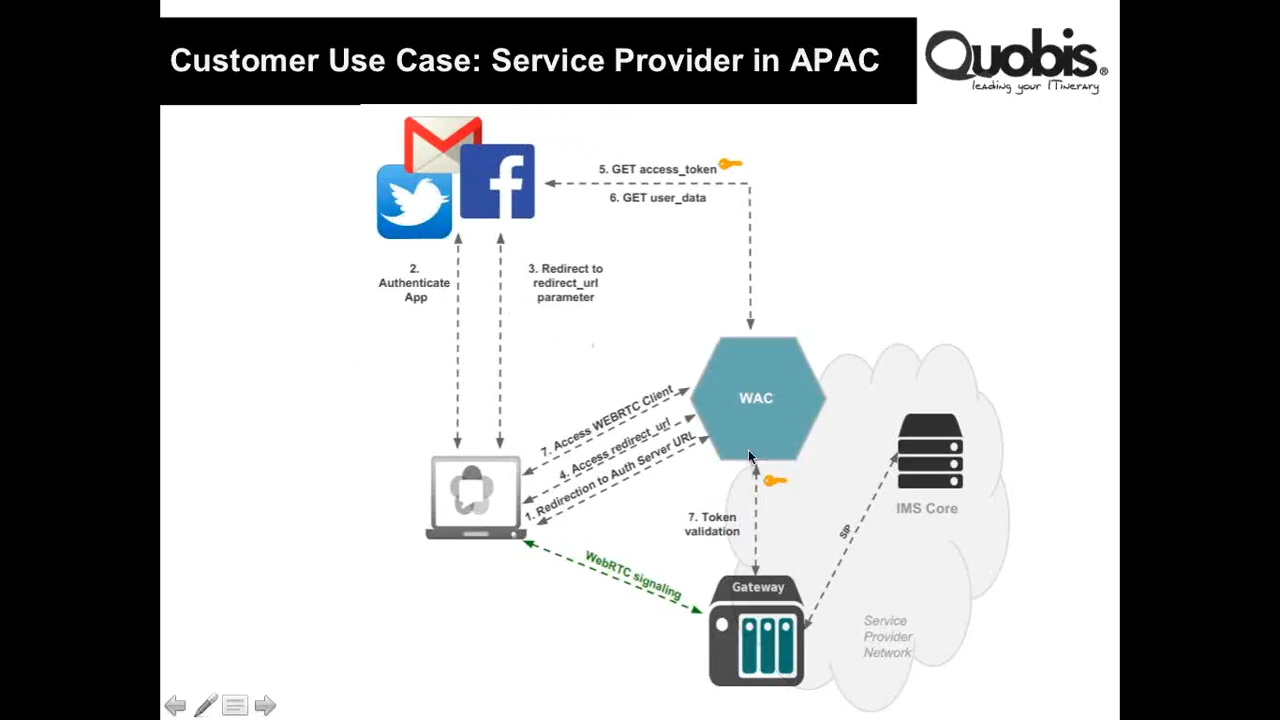 Customer Use Case: Service Provider in APAC
Quobis®
leading your ITinerary
5. GET access_token
6. GET user_data
2.
Authenticate
App
3. Redirect to
redirect_url
parameter
WAC
7. Access WEBRTC Client
4. Access redirect_url
1. Redirection to Auth Server URL
IMS Core
7. Token
validation
SIP
WebRTC signaling
Gateway
Service
Provider
Network